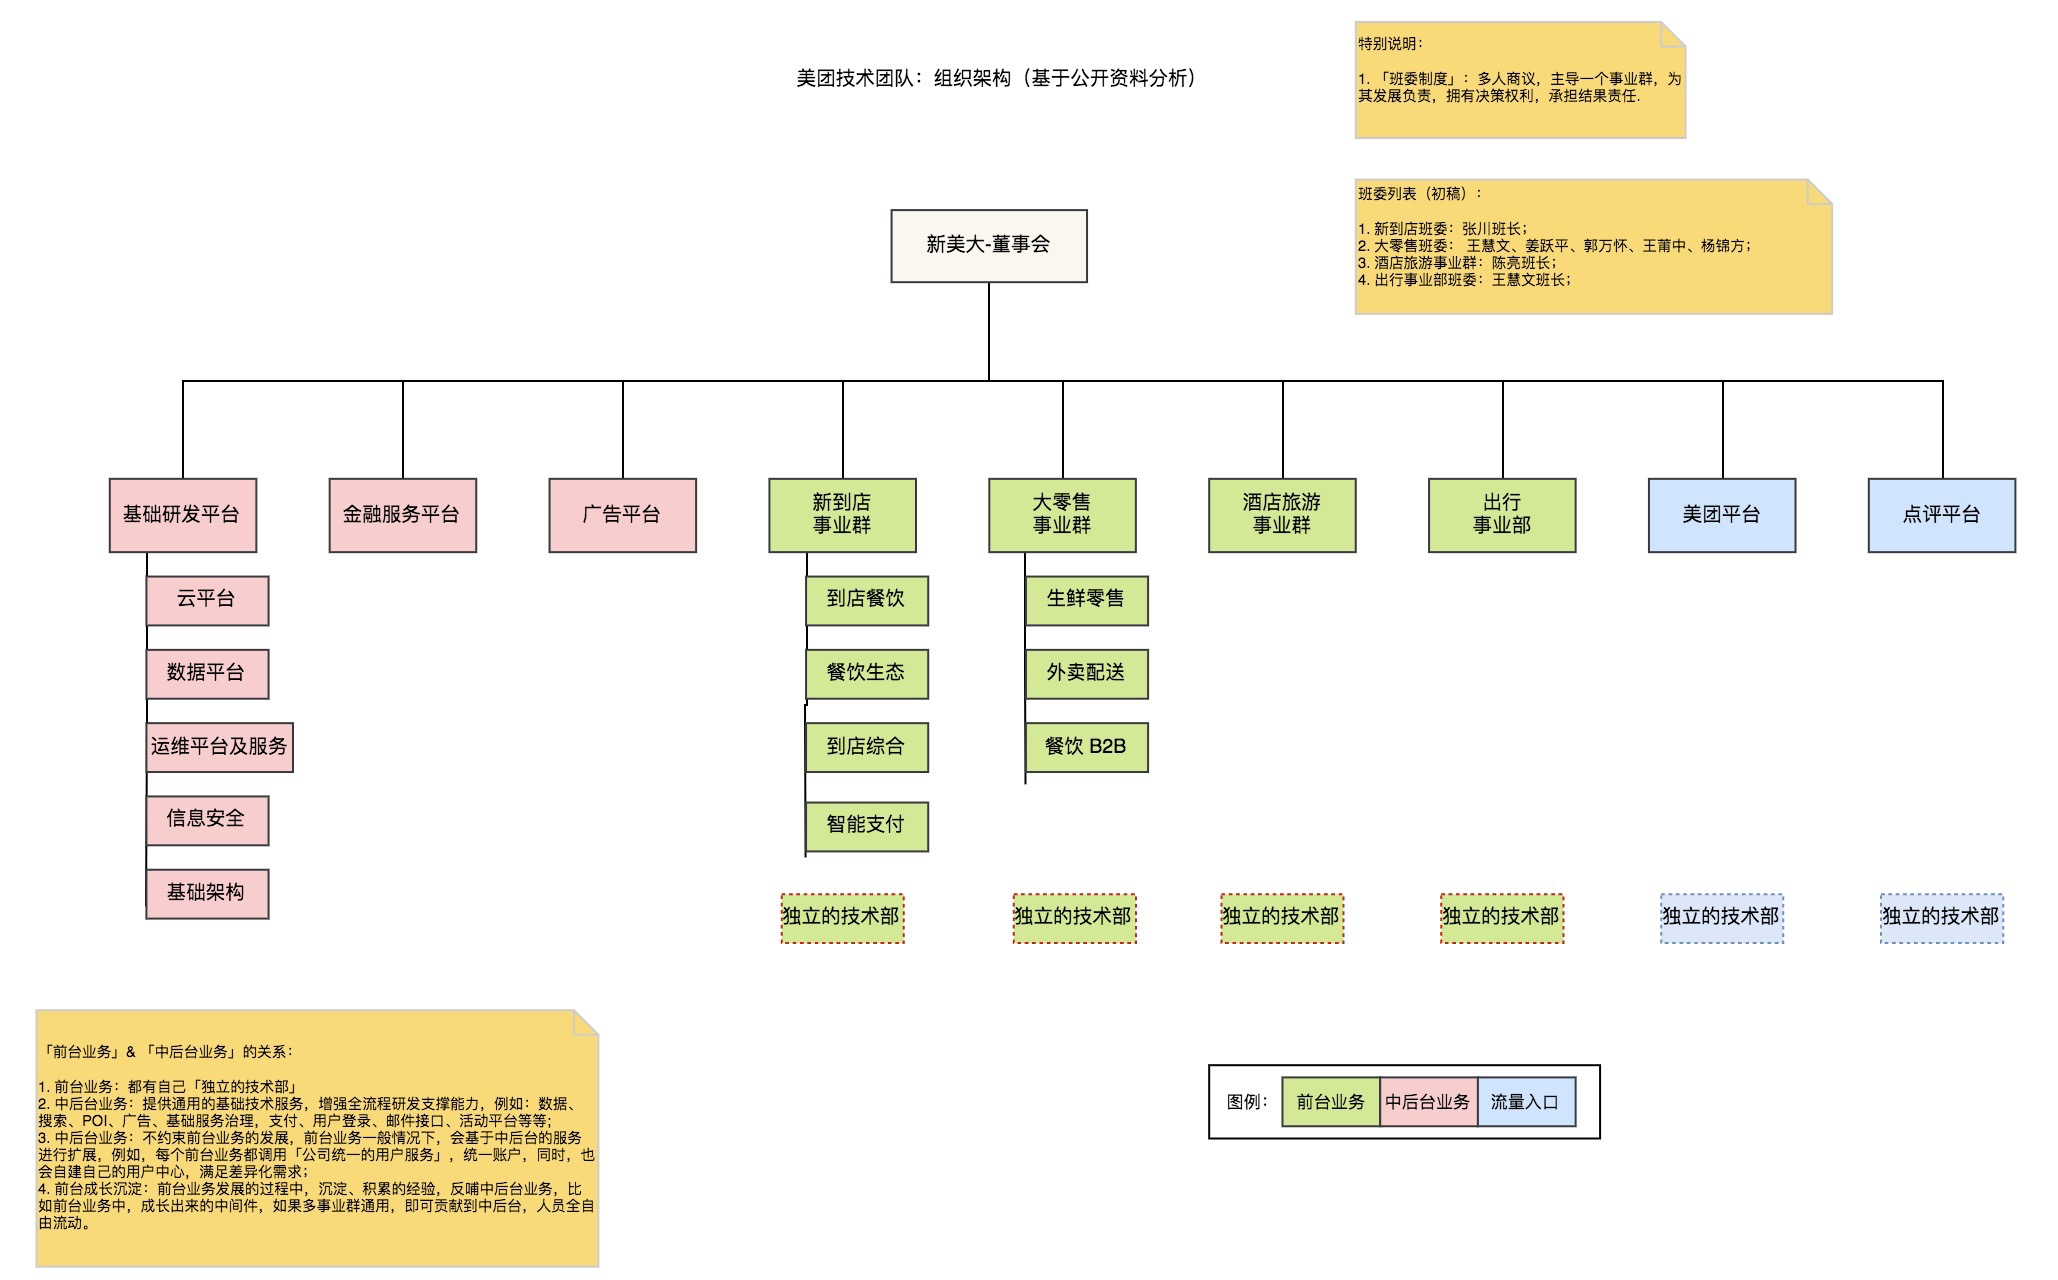 美团技术团队：组织架构（基于公开资料分析）
特别说明：
1. 「班委制度」：多人商议，主导一个事业群，为
其发展负责，拥有决策权利，承担结果责任.
班委列表（初稿）：
1. 新到店班委：张川班长；
2. 大零售班委： 王慧文、姜跃平、郭万怀、王莆中、杨锦方；
3. 酒店旅游事业群：陈亮班长；
4. 出行事业部班委：王慧文班长；
新美大-董事会
基础研发平台
金融服务平台
广告平台
新到店
事业群
大零售
事业群
酒店旅游
事业群
出行
事业部
美团平台
点评平台
云平台
数据平台
运维平台及服务
信息安全
基础架构
到店餐饮
餐饮生态
到店综合
智能支付
生鲜零售
外卖配送
餐饮 B2B
独立的技术部
独立的技术部
独立的技术部
独立的技术部
独立的技术部
独立的技术部
「前台业务」& 「中后台业务」的关系：
1. 前台业务：都有自己「独立的技术部」
2. 中后台业务：提供通用的基础技术服务，增强全流程研发支撑能力，例如：数据、
搜索、POI、广告、基础服务治理，支付、用户登录、邮件接口、活动平台等等；
3. 中后台业务：不约束前台业务的发展，前台业务一般情况下，会基于中后台的服务
进行扩展，例如，每个前台业务都调用「公司统一的用户服务」，统一账户，同时，也
会自建自己的用户中心，满足差异化需求；
4. 前台成长沉淀：前台业务发展的过程中，沉淀、积累的经验，反哺中后台业务，比
如前台业务中，成长出来的中间件，如果多事业群通用，即可贡献到中后台，人员全自
由流动。
图例：
前台业务
中后台业务
流量入口